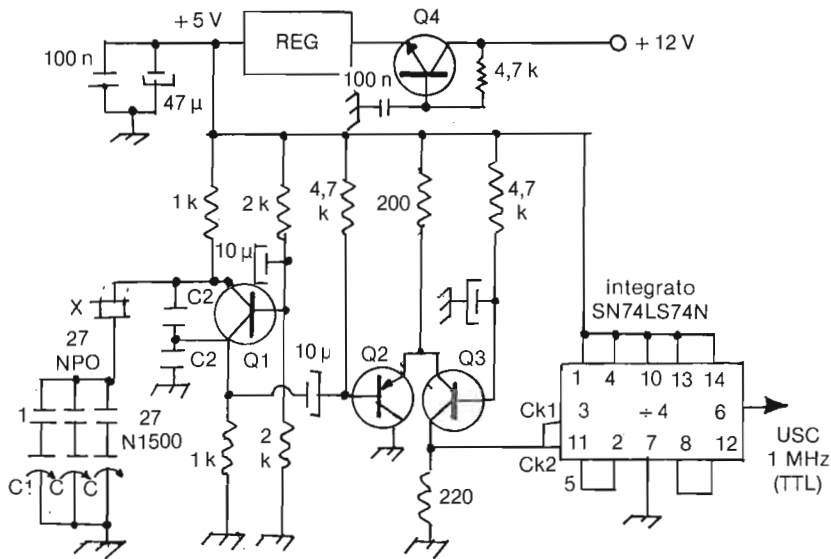 Q4
+ 5 V
REG
+ 12 V
100 n
47 µ
100 n
4,7 k
1 k
2 k
4,7
k
200
4,7
k
10 µ
integrato
SN74LS74N
X
C2
27
NPO
C2
Q1
10 µ
Q2
Q3
1 4 10 13 14
Ck1
3 ÷4 6
1
27
N1500
11 2 7 8 12
Ck2
USC
1 MHz
(TTL)
1k
2
k
C1 C C
5
220